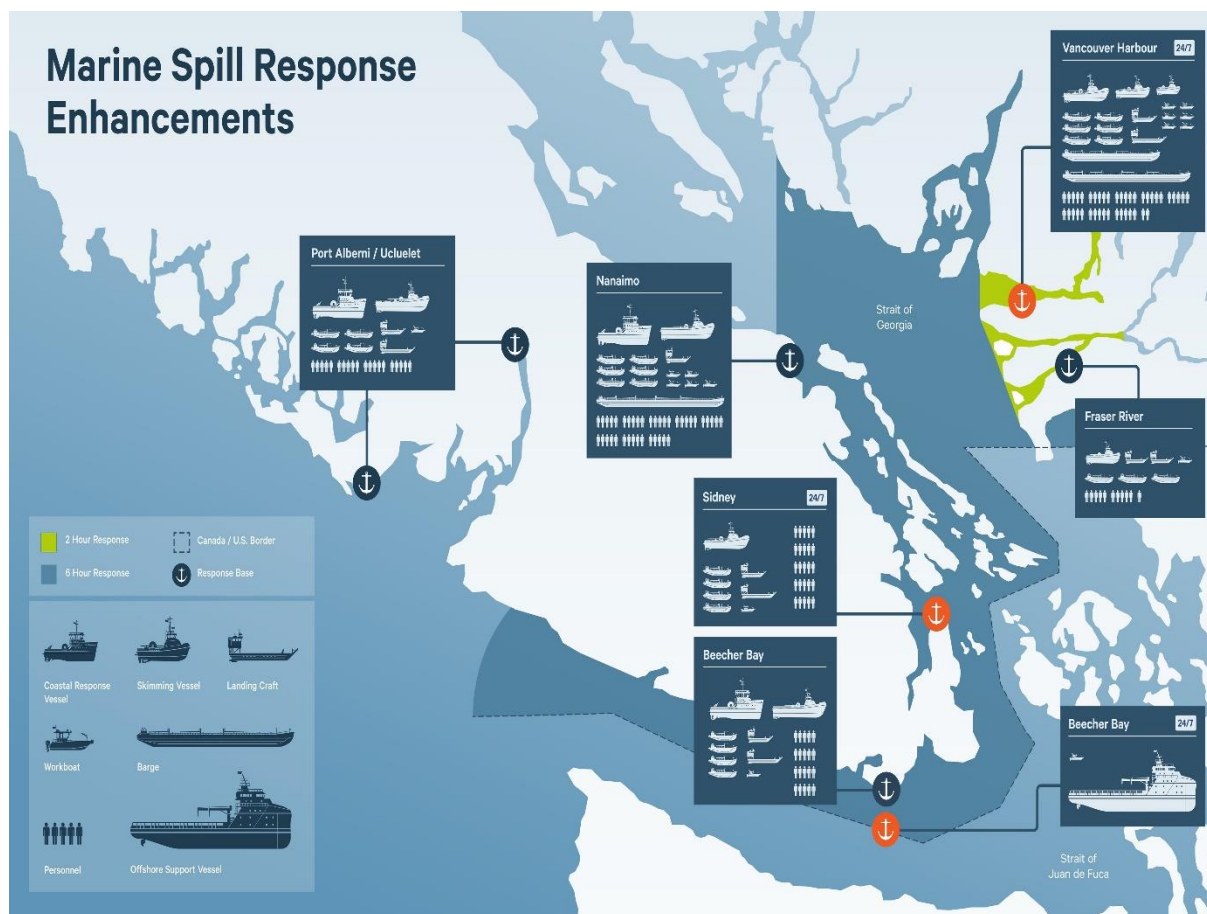 Marine Spill Response
Enhancements
Vancouver Harbour 24/7
Port Alberni / Ucluelet
Nanaimo
Strait of
Georgia
Fraser River
Sidney 24/7
2 Hour Response
Canada / U.S. Border
6 Hour Response
Response Base
Beecher Bay
Beecher Bay 24/7
Coastal Response
Vessel
Skimming Vessel
Landing Craft
Workboat
Barge
Personnel
Offshore Support Vessel
Strait of
Juan de Fuca